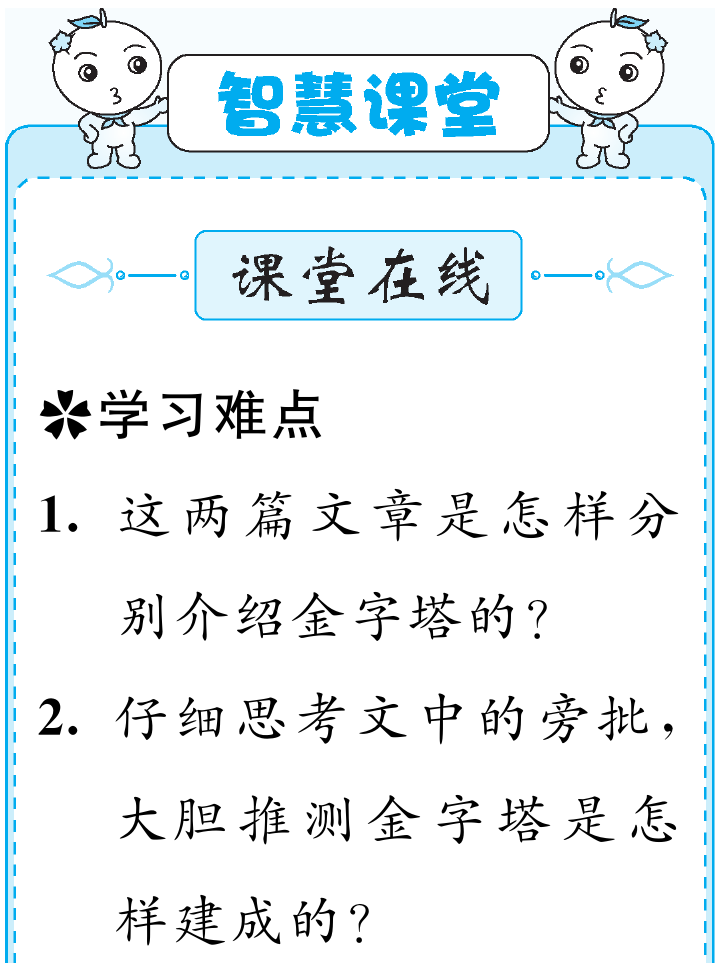 智慧课堂
课堂在线
学习难点
1. 这两篇文章是怎样分
别介绍金字塔的?
2. 仔细思考文中的旁批,
大胆推测金字塔是怎
样建成的?